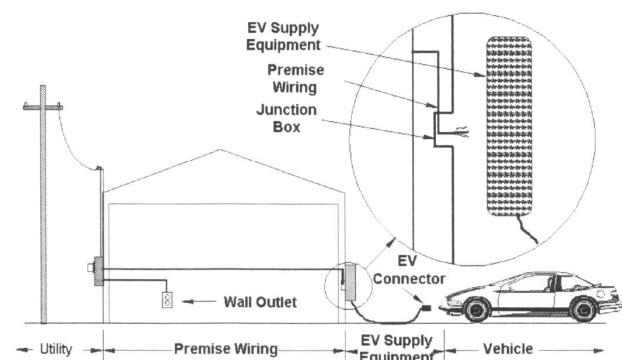 EV Supply
Equipment
Premise
Wiring
Junction
Box
EV
Connector
Wall Outlet
Utility
Premise Wiring
EV Supply
Equipment
Vehicle